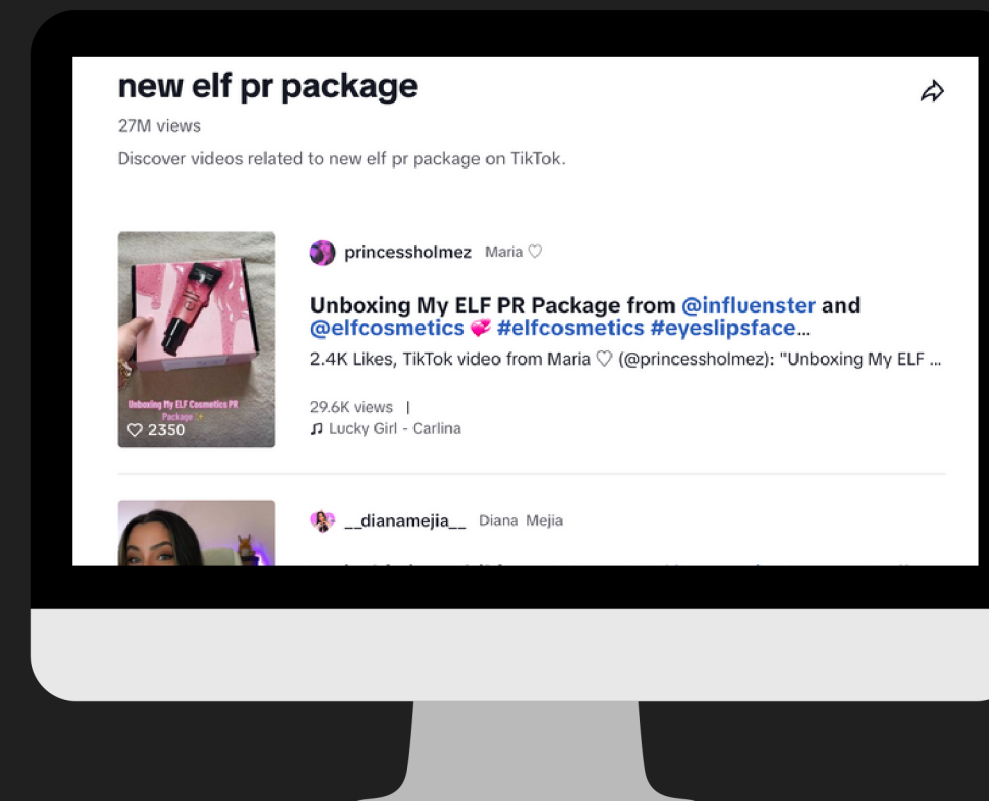 new elf pr package
27M views
Discover videos related to new elf pr package on TikTok.
princessholmez Maria ♡
Unboxing My ELF PR Package from @influenster and
@elfcosmetics 💞 #elfcosmetics #eyeslipsface...
2.4K Likes, TikTok video from Maria ♡ (@princessholmez): "Unboxing My ELF ...
elf
Unboxing My ELF Cosmetics PR
Package ✨
♡ 2350
29.6K views |
♫ Lucky Girl - Carlina
__dianamejia__ Diana Mejia